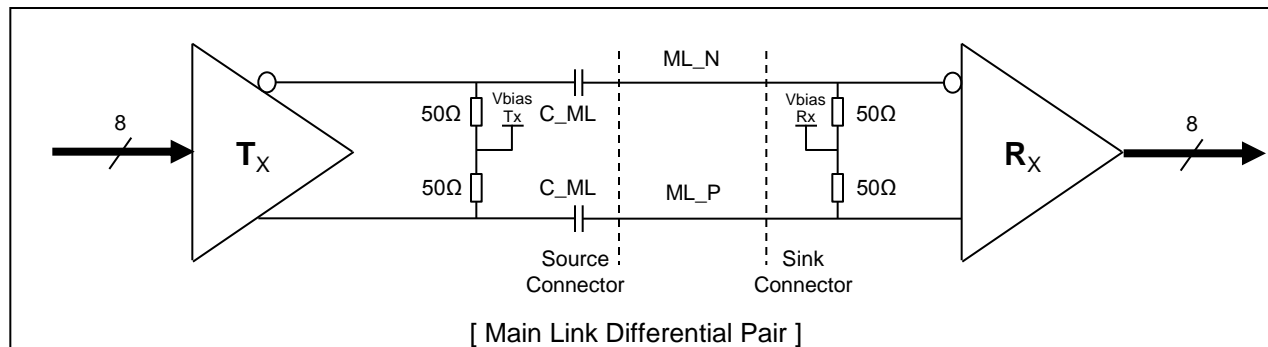 ML_N
8
50Ω
Vbias
Tx
C_ML
Vbias
Rx
50Ω
8
TX
RX
50Ω
C_ML
ML_P
50Ω
Source
Connector
Sink
Connector
[ Main Link Differential Pair ]